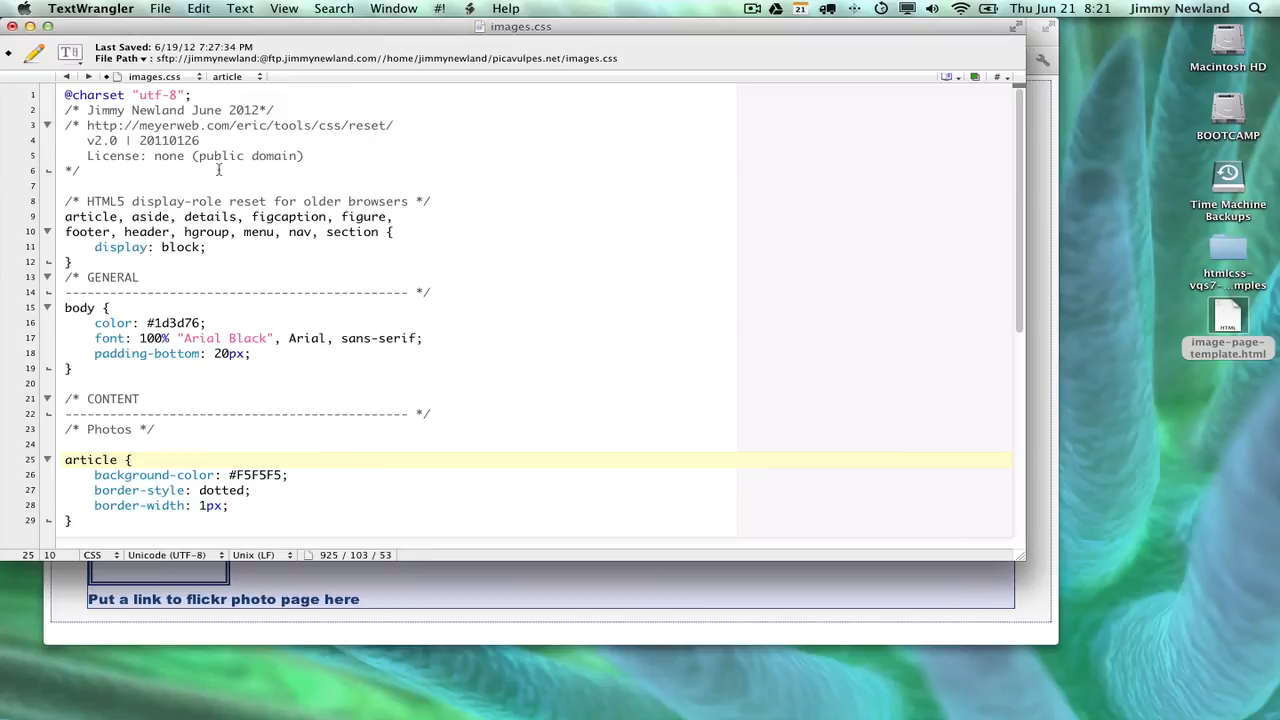 TextWrangler File Edit Text View Search Window #! Help 21 Thu Jun 21 8:21 Jimmy Newland
images.css
Last Saved: 6/19/12 7:27:34 PM
File Path ▾ : sftp://jimmynewland:@ftp.jimmynewland.com//home/jimmynewland/picavulpes.net/images.css
images.css article #
1 @charset "utf-8";
2 /* Jimmy Newland June 2012*/
3 /* http://meyerweb.com/eric/tools/css/reset/
4 v2.0 | 20110126
5 License: none (public domain)
6 */
7
8 /* HTML5 display-role reset for older browsers */
9 article, aside, details, figcaption, figure,
10 footer, header, hgroup, menu, nav, section {
11 display: block;
12 }
13 /* GENERAL
14 ---------------------------------------------- */
15 body {
16 color: #1d3d76;
17 font: 100% "Arial Black", Arial, sans-serif;
18 padding-bottom: 20px;
19 }
20
21 /* CONTENT
22 ---------------------------------------------- */
23 /* Photos */
24
25 article {
26 background-color: #F5F5F5;
27 border-style: dotted;
28 border-width: 1px;
29 }
25 10 CSS Unicode (UTF-8) Unix (LF) 925 / 103 / 53
Put a link to flickr photo page here
Macintosh HD
BOOTCAMP
Time Machine
Backups
htmlcss-
vqs7-...mples
HTML
image-page-
template.html